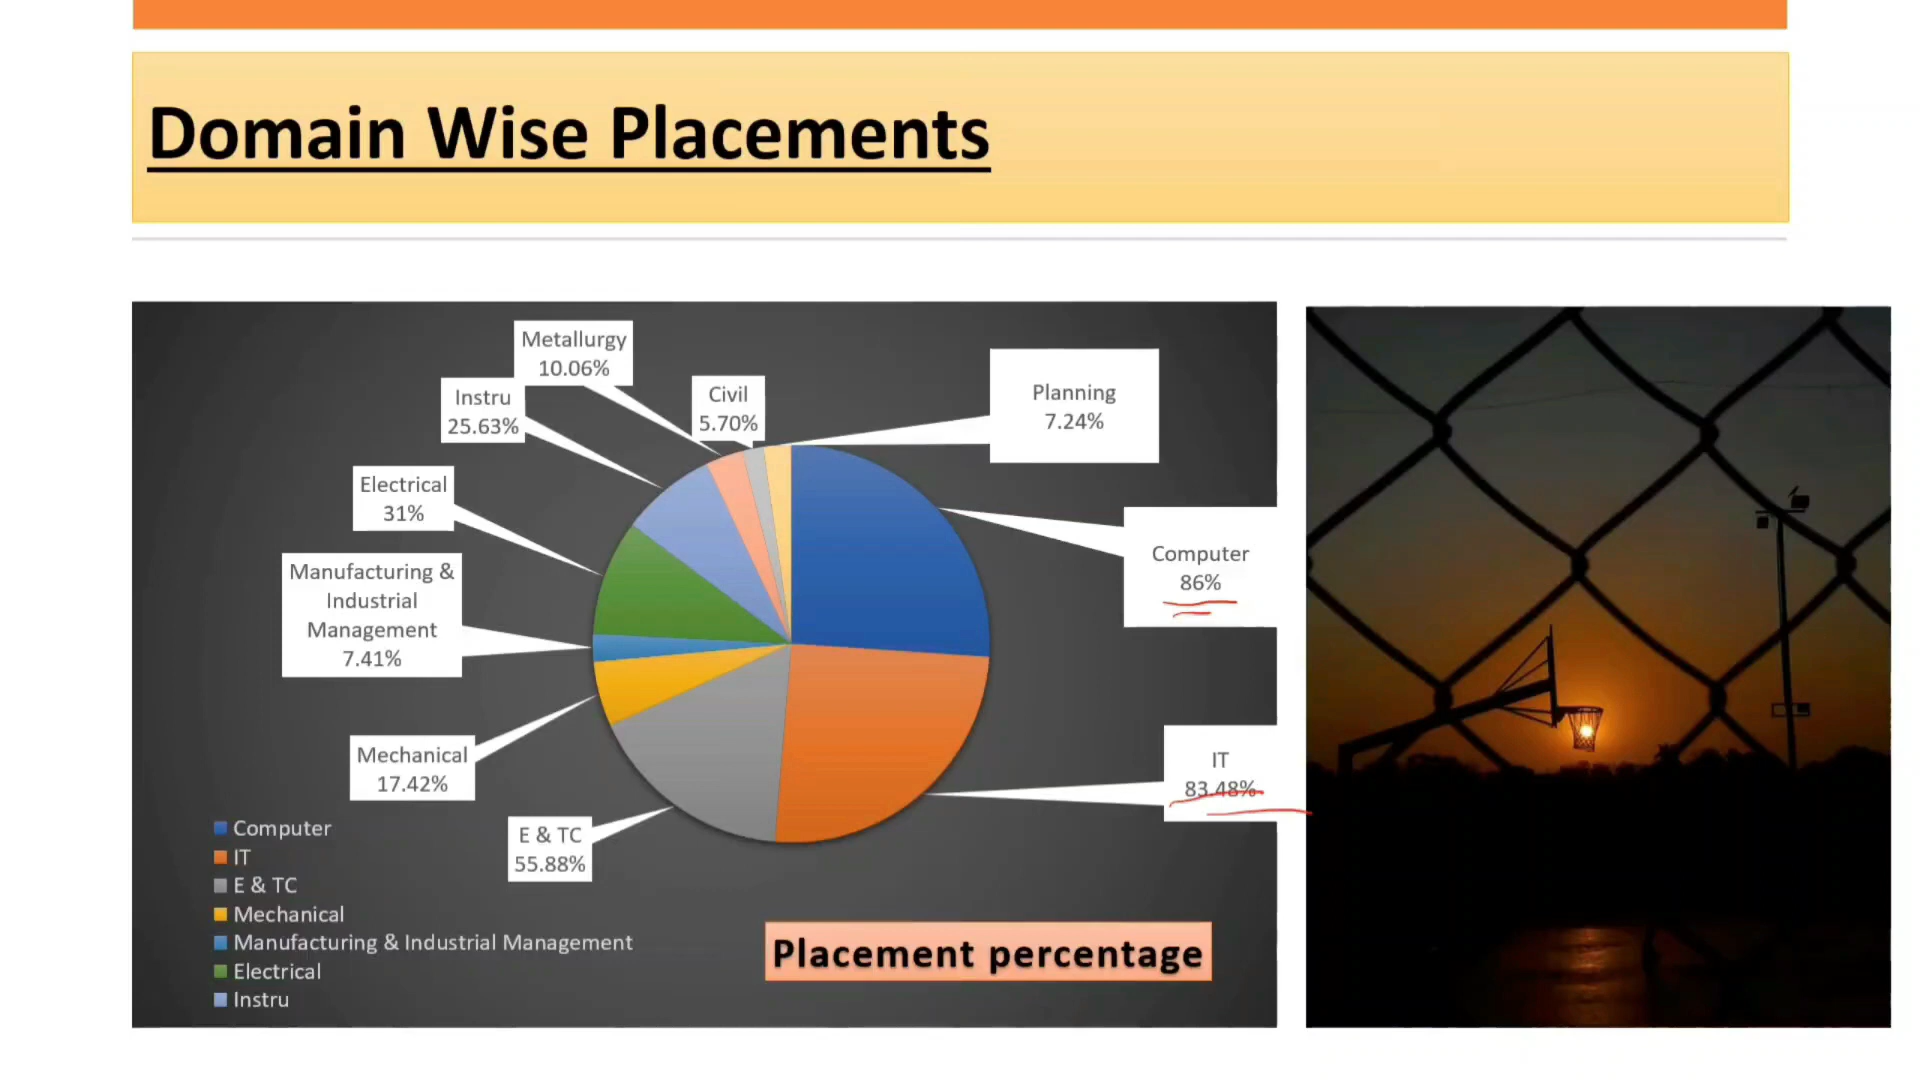 Domain Wise Placements
Metallurgy
10.06%
Instru
25.63%
Civil
5.70%
Planning
7.24%
Electrical
31%
Computer
86%
Manufacturing &
Industrial
Management
7.41%
Mechanical
17.42%
IT
83.48%
E & TC
55.88%
Computer
IT
E & TC
Mechanical
Manufacturing & Industrial Management
Electrical
Instru
Placement percentage